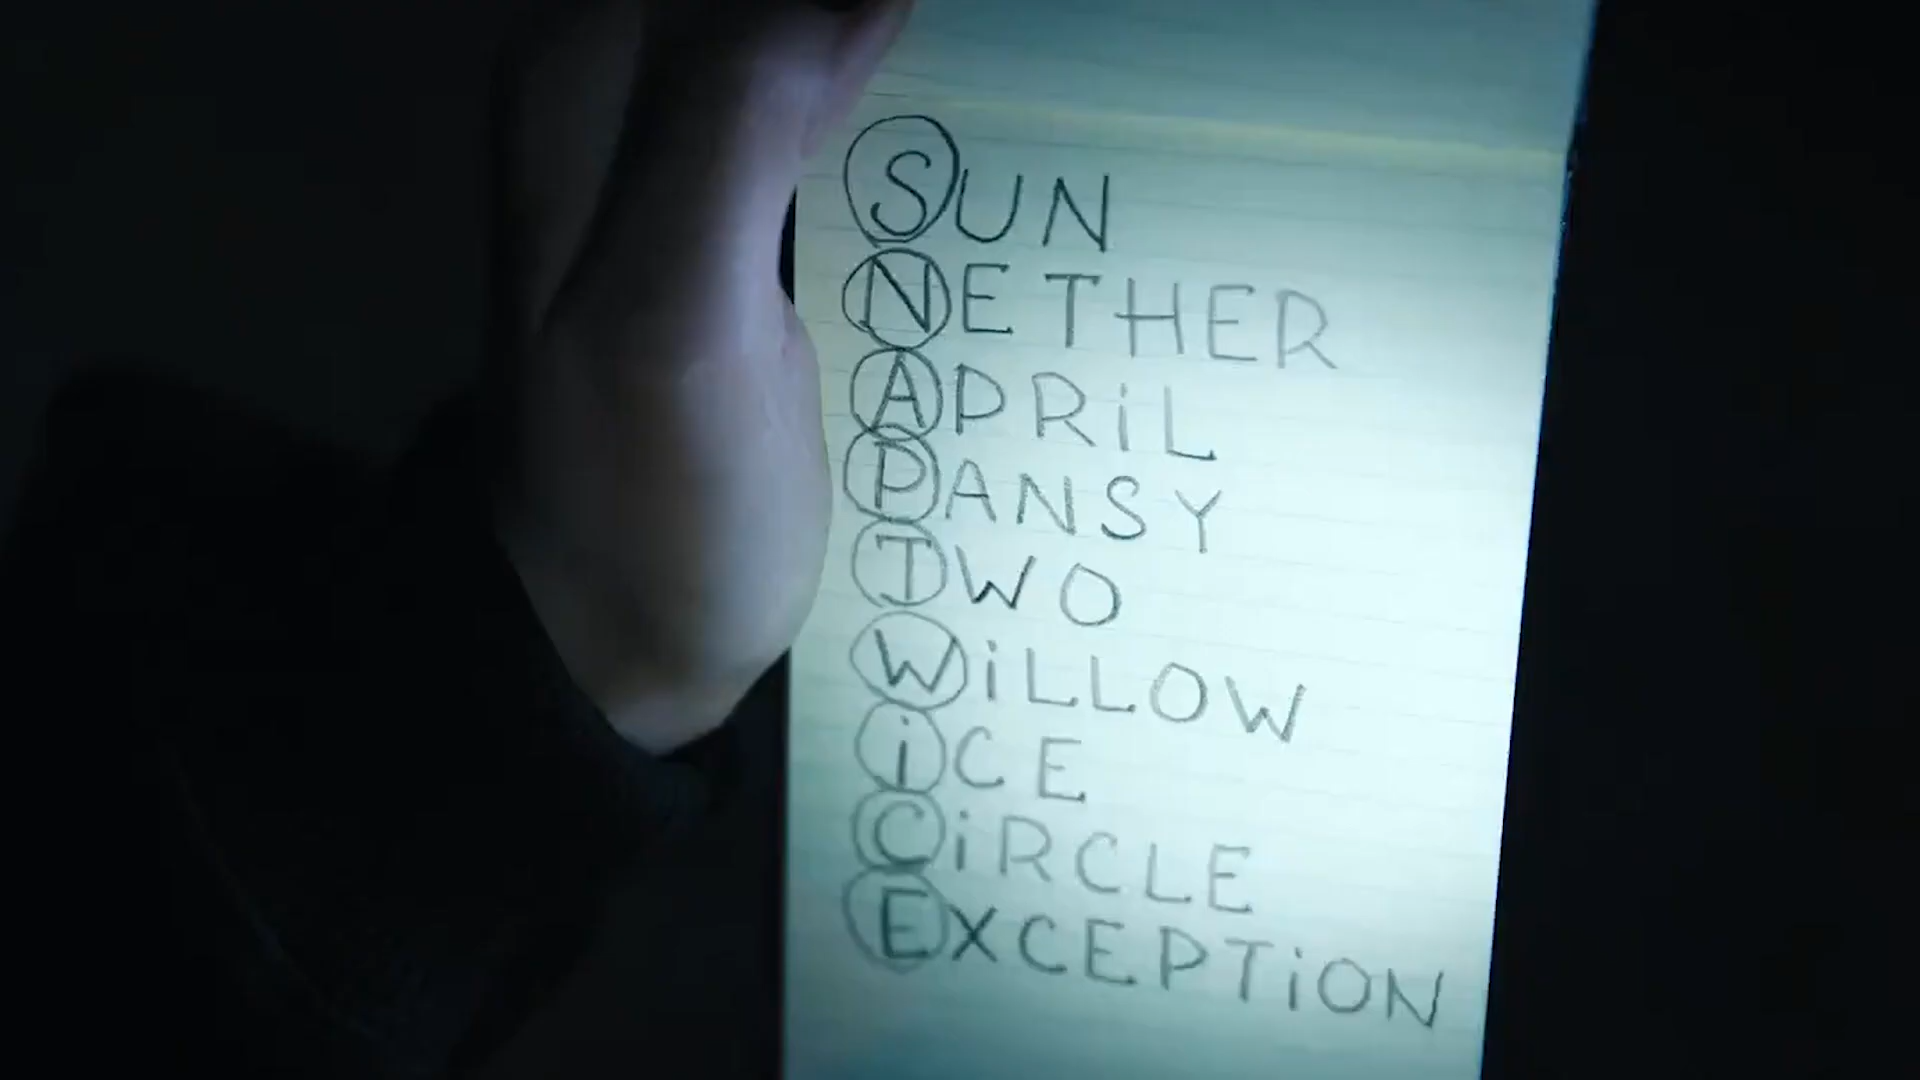 SUN
NETHER
APRiL
PANSY
TWO
WiLLOW
iCE
CiRCLE
EXCEPTiON